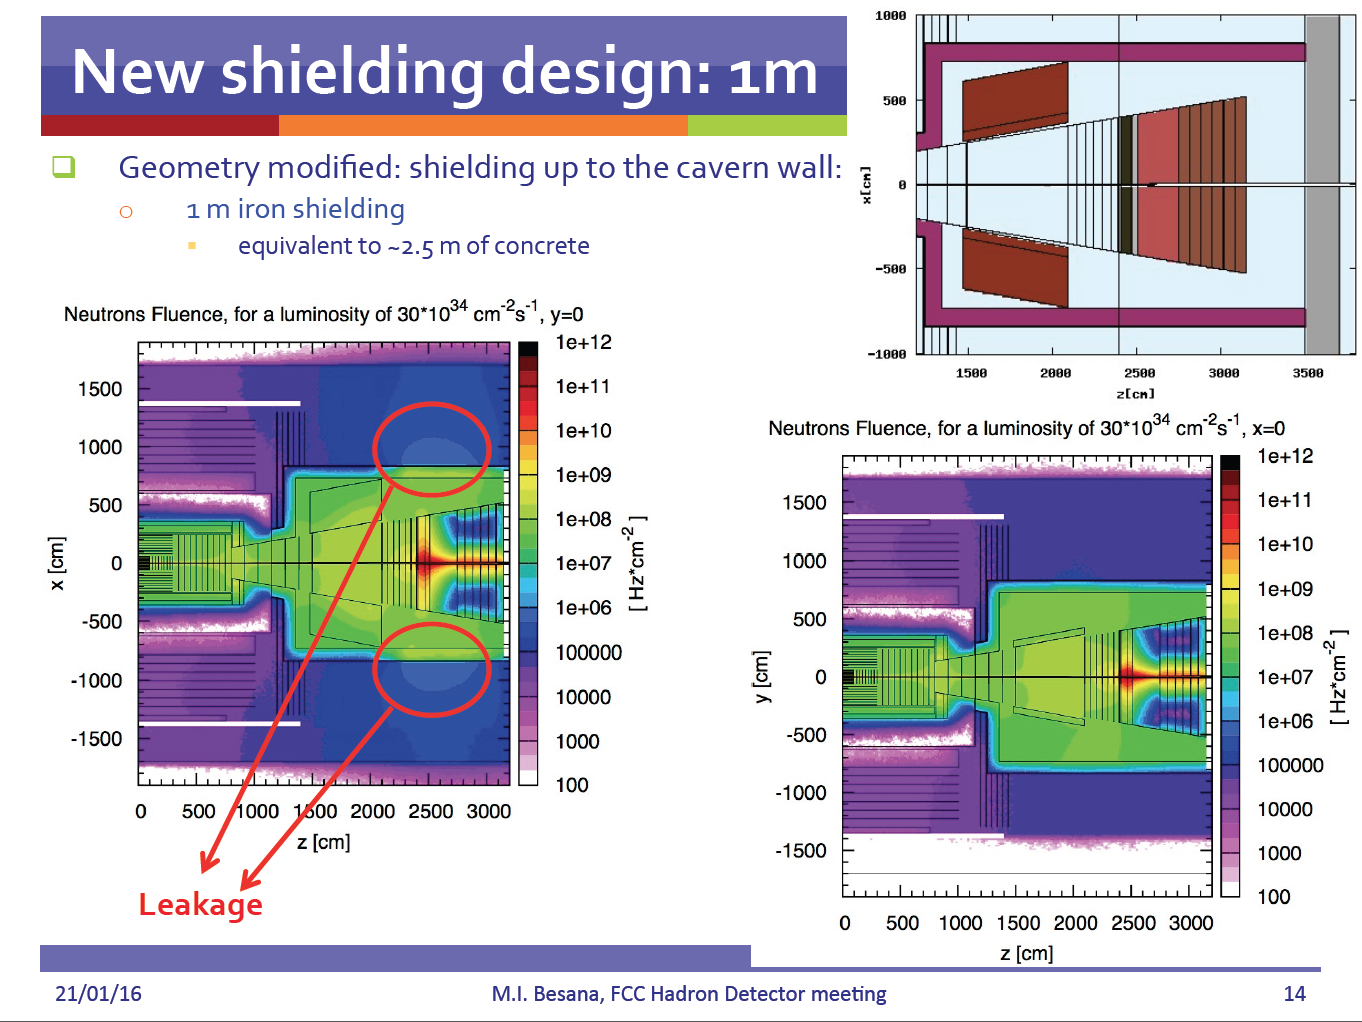 New shielding design: 1m
Geometry modified: shielding up to the cavern wall:
1 m iron shielding
equivalent to ~2.5 m of concrete
1000
500
0
-500
-1000
x[cm]
1500
2000
2500
3000
3500
z[cm]
Neutrons Fluence, for a luminosity of 30*10^34 cm^-2 s^-1, y=0
1500
1000
500
0
-500
-1000
-1500
x [cm]
0
500
1000
1500
2000
2500
3000
z [cm]
1e+12
1e+11
1e+10
1e+09
1e+08
1e+07
1e+06
100000
10000
1000
100
[ Hz*cm^-2 ]
Leakage
Neutrons Fluence, for a luminosity of 30*10^34 cm^-2 s^-1, x=0
1500
1000
500
0
-500
-1000
-1500
y [cm]
0
500
1000
1500
2000
2500
3000
z [cm]
1e+12
1e+11
1e+10
1e+09
1e+08
1e+07
1e+06
100000
10000
1000
100
[ Hz*cm^-2 ]
21/01/16
M.I. Besana, FCC Hadron Detector meeting
14